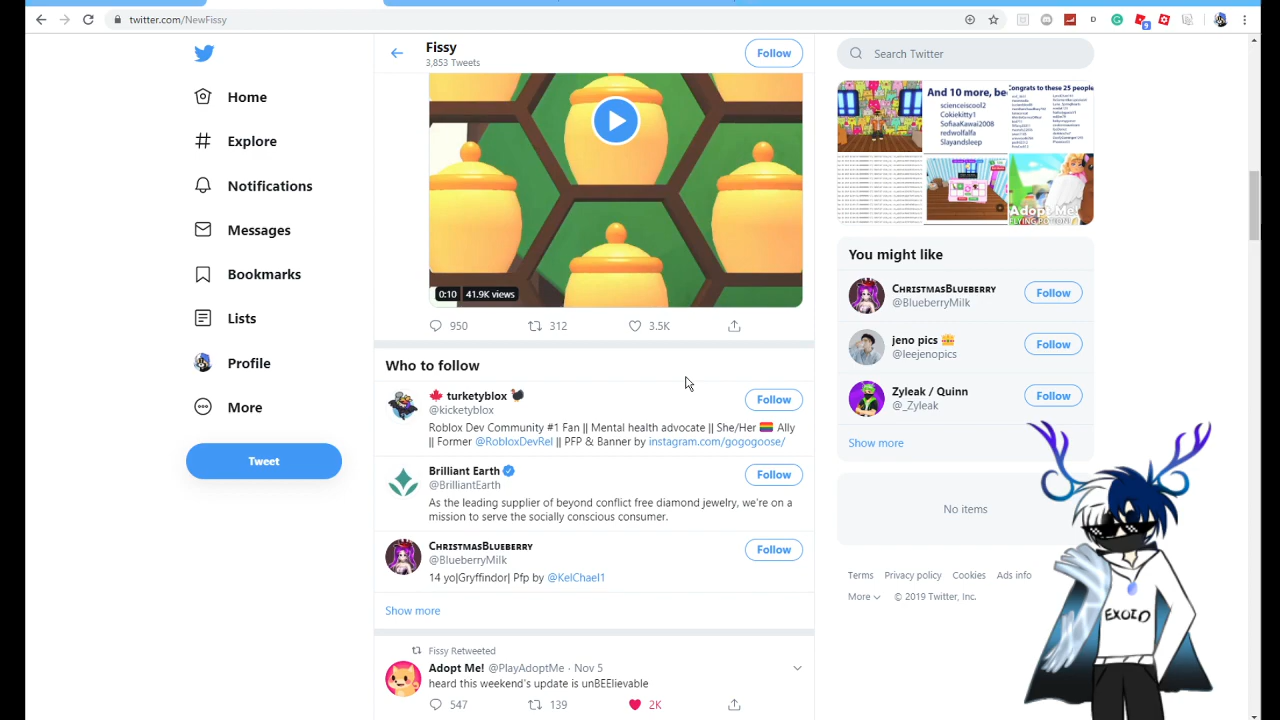 twitter.com/NewFissy
Home
Explore
Notifications
Messages
Bookmarks
Lists
Profile
More
Tweet
Fissy
3,853 Tweets
Follow
0:10 41.9K views
950 312 3.5K
Who to follow
turketyblox
@kicketyblox
Follow
Roblox Dev Community #1 Fan || Mental health advocate || She/Her Ally
|| Former @RobloxDevRel || PFP & Banner by instagram.com/gogogoose/
Brilliant Earth
@BrilliantEarth
Follow
As the leading supplier of beyond conflict free diamond jewelry, we're on a
mission to serve the socially conscious consumer.
CʜʀɪsᴛᴍᴀsBʟᴜᴇʙᴇʀʀʏ
@BlueberryMilk
Follow
14 yo|Gryffindor| Pfp by @KelChael1
Show more
Fissy Retweeted
Adopt Me! @PlayAdoptMe · Nov 5
heard this weekend's update is unBEElievable
547 139 2K
Search Twitter
And 10 more, be
scienceiscool2
Cokiekitty1
SofiaaKawai2008
redwolfalfa
Slayandsleep
Congrats to these 25 people
Adopt Me!
FLYING
You might like
CʜʀɪsᴛᴍᴀsBʟᴜᴇʙᴇʀʀʏ
@BlueberryMilk
Follow
jeno pics
@leejenopics
Follow
Zyleak / Quinn
@_Zyleak
Follow
Show more
No items
Terms Privacy policy Cookies Ads info
More © 2019 Twitter, Inc.
EXOID